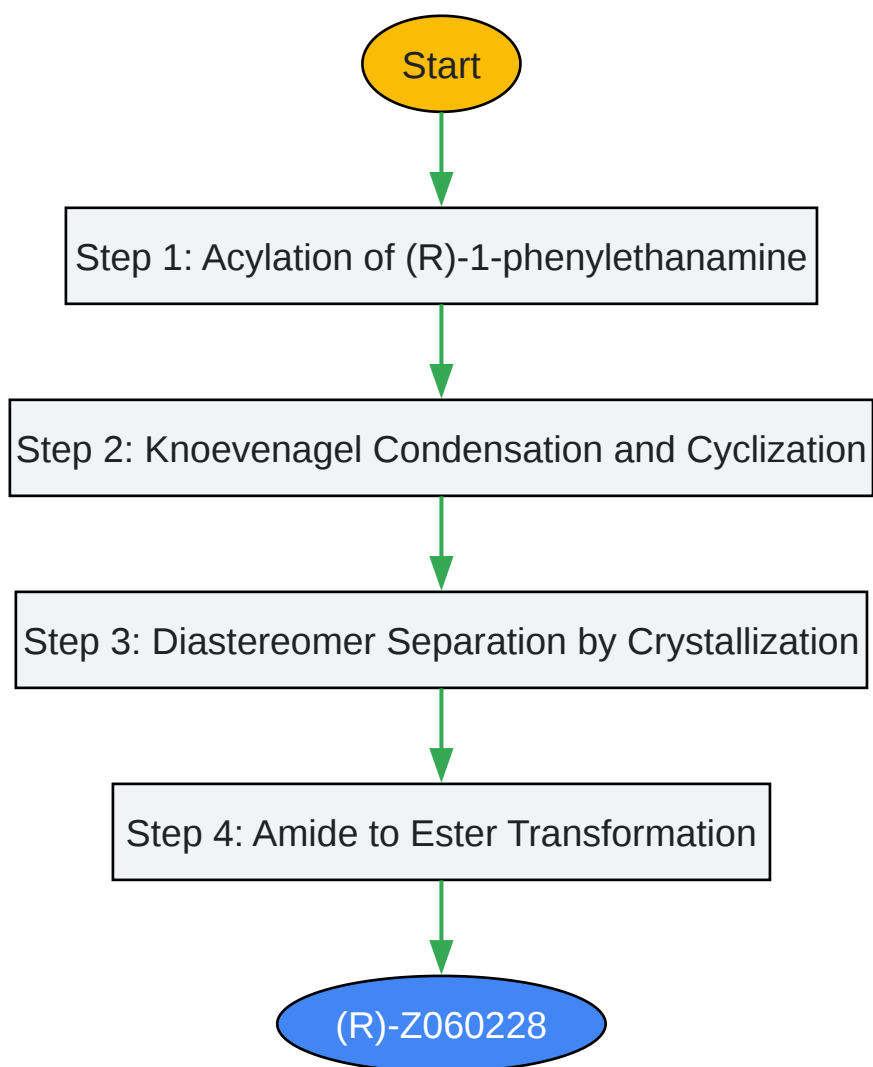 Start
Step 1: Acylation of (R)-1-phenylethanamine
Step 2: Knoevenagel Condensation and Cyclization
Step 3: Diastereomer Separation by Crystallization
Step 4: Amide to Ester Transformation
(R)-Z060228